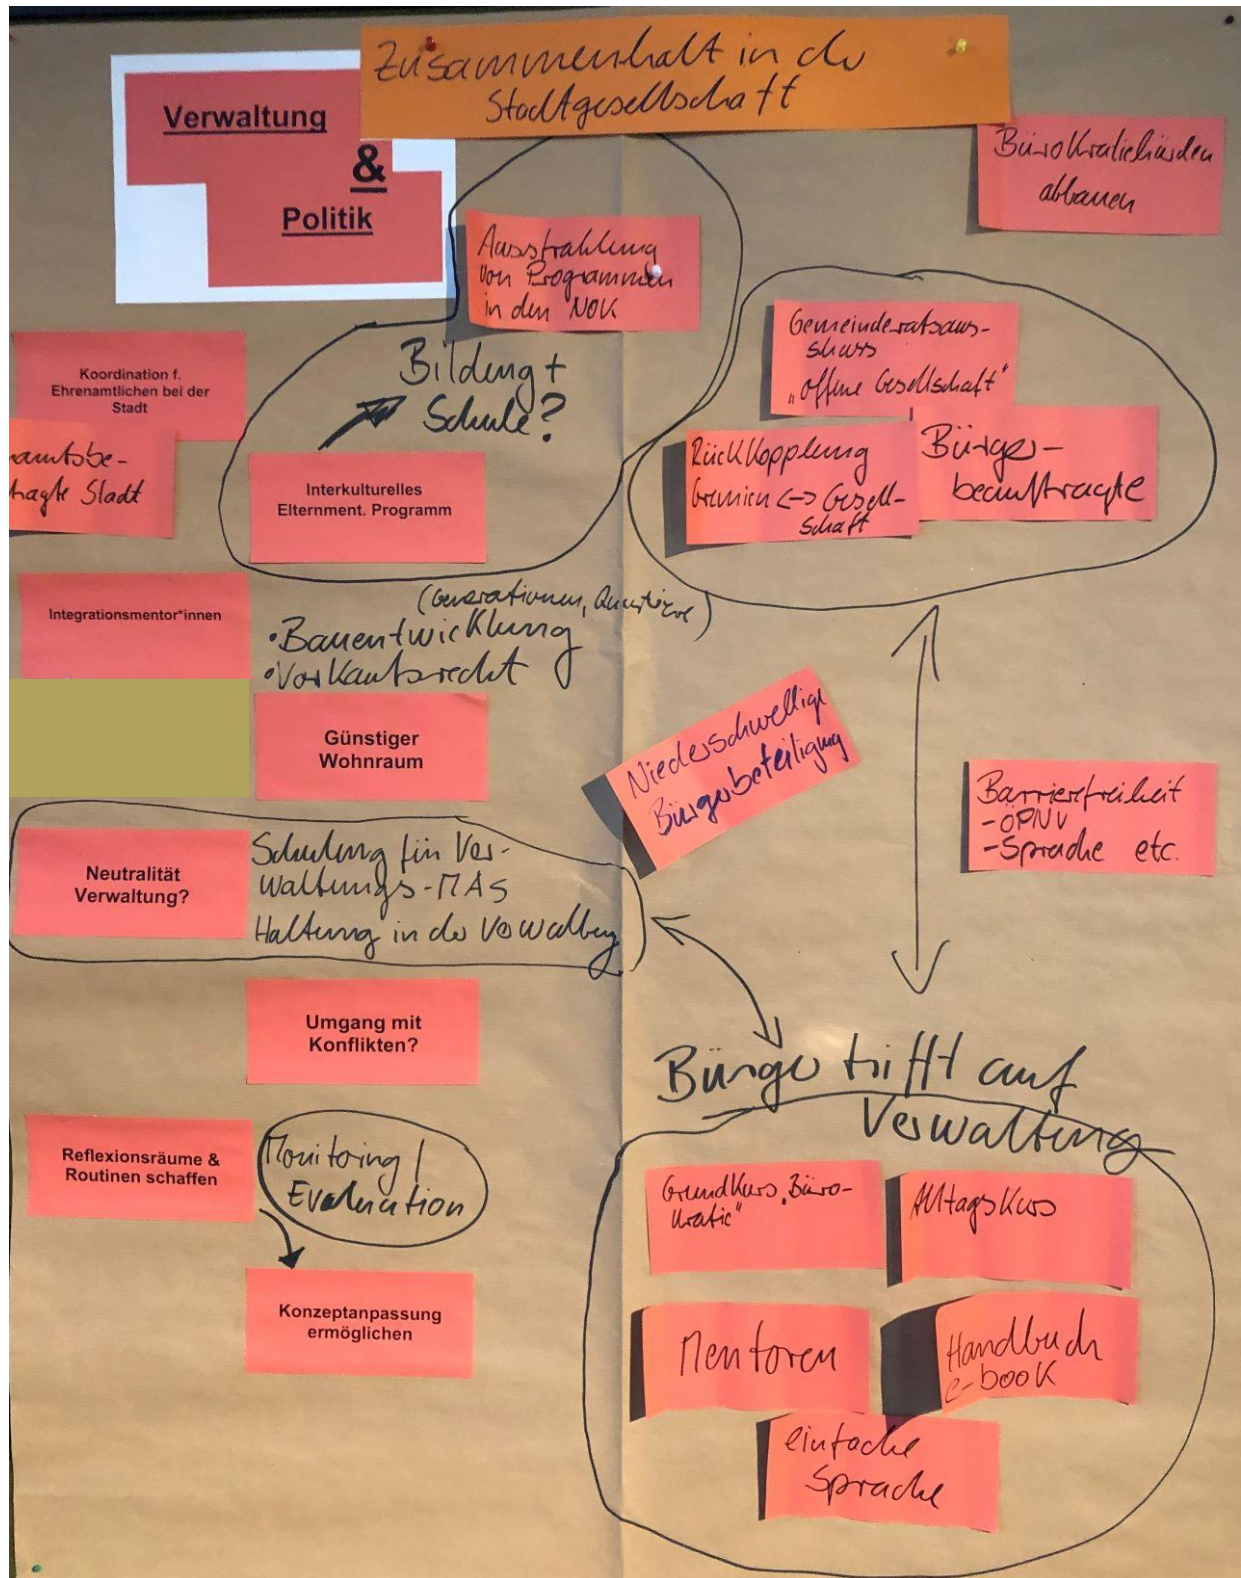 Zusammenhalt in der
Stadtgesellschaft
Verwaltung
&
Politik
Bürokratiehürden
abbauen
Ausstrahlung
von Programmen
in den NOK
Bildung +
Schule?
Interkulturelles
Elternment. Programm
Gemeinderatsaus-
schuss
„offene Gesellschaft"
Rückkopplung
Gremien <-> Gesell-
schaft
Bürger-
beauftragte
Koordination f.
Ehrenamtlichen bei der
Stadt
amtsbe-
Stadt
Integrationsmentor*innen
(Generationen, Quartiere)
•Bauentwicklung
•Vorkaufsrecht
Günstiger
Wohnraum
Niederschwellige
Bürgerbeteiligung
Barrierefreiheit
- ÖPNV
- Sprache etc.
Neutralität
Verwaltung?
Schulung für Ver-
waltungs-MAS
Haltung in der Verwaltung
Umgang mit
Konflikten?
Reflexionsräume &
Routinen schaffen
Monitoring /
Evaluation
Konzeptanpassung
ermöglichen
Bürger trifft auf
Verwaltung
Grundkurs „Büro-
kratie"
Alltagskurs
Mentoren
Handbuch
e-book
einfache
Sprache